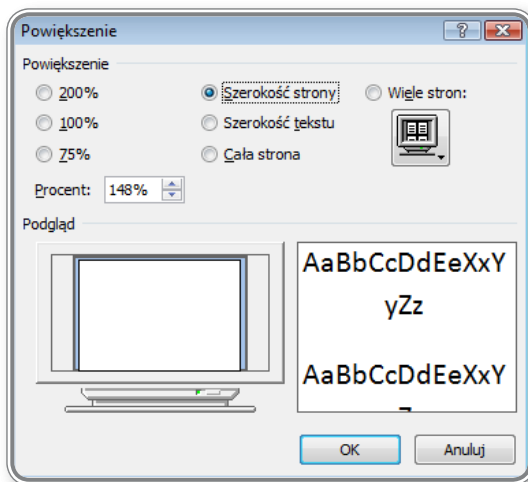 Powiększenie
Powiększenie
200% Szerokość strony Wiele stron:
100% Szerokość tekstu
75% Cała strona
Procent: 148%
Podgląd
AaBbCcDdEeXxY
yZz
AaBbCcDdEeXxY
OK Anuluj